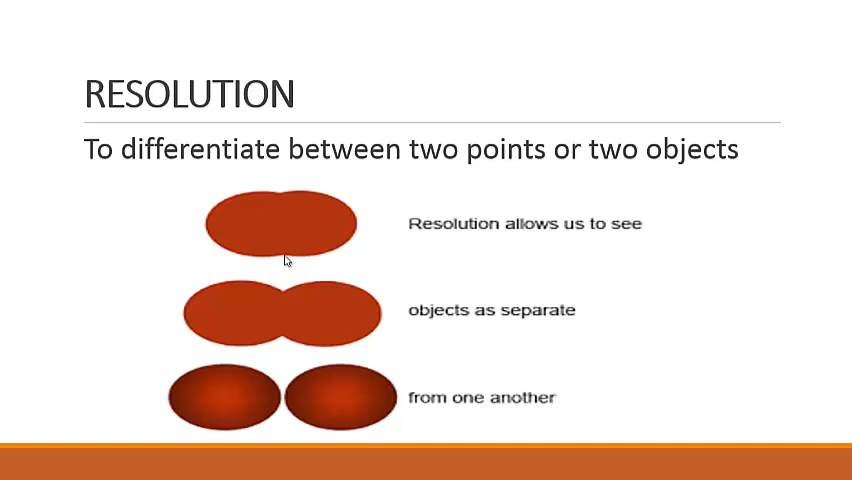 RESOLUTION
To differentiate between two points or two objects
Resolution allows us to see
objects as separate
from one another